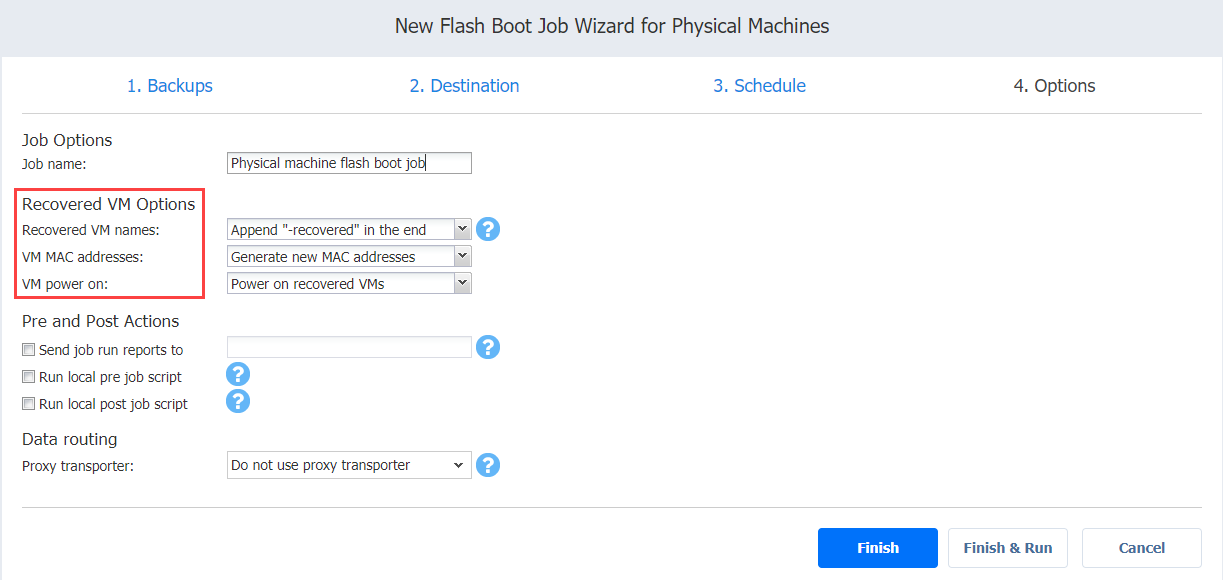 New Flash Boot Job Wizard for Physical Machines
1. Backups 2. Destination 3. Schedule 4. Options
Job Options
Job name: Physical machine flash boot job
Recovered VM Options
Recovered VM names: Append "-recovered" in the end ?
VM MAC addresses: Generate new MAC addresses
VM power on: Power on recovered VMs
Pre and Post Actions
Send job run reports to ?
Run local pre job script ?
Run local post job script ?
Data routing
Proxy transporter: Do not use proxy transporter ?
Finish Finish & Run Cancel